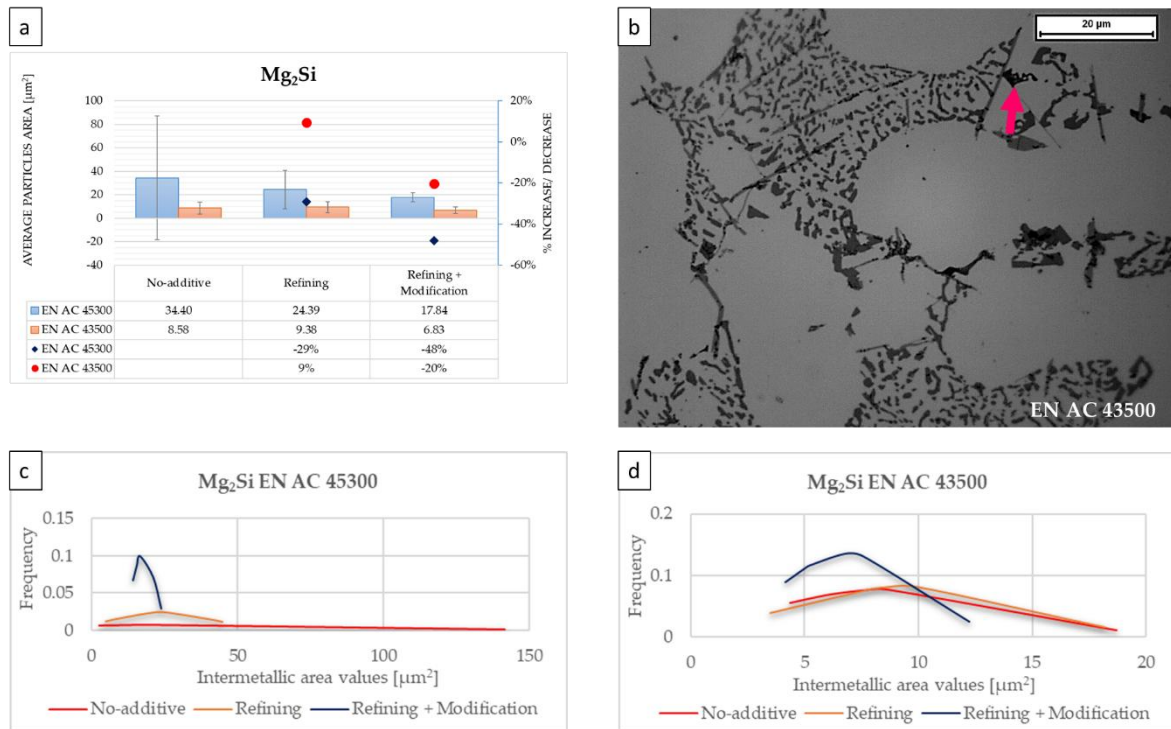 a
Mg₂Si
AVERAGE PARTICLES AREA [µm²]
100
80
60
40
20
0
-20
-40
20%
0%
-20%
-40%
-60%
% INCREASE/ DECREASE
No-additive Refining Refining + Modification
EN AC 45300 34.40 24.39 17.84
EN AC 43500 8.58 9.38 6.83
EN AC 45300 -29% -48%
EN AC 43500 9% -20%
b
20 µm
EN AC 43500
c
Mg₂Si EN AC 45300
Frequency
0.15
0.1
0.05
0
0 50 100 150
Intermetallic area values [µm²]
No-additive Refining Refining + Modification
d
Mg₂Si EN AC 43500
Frequency
0.2
0.1
0
0 5 10 15 20
Intermetallic area values [µm²]
No-additive Refining Refining + Modification